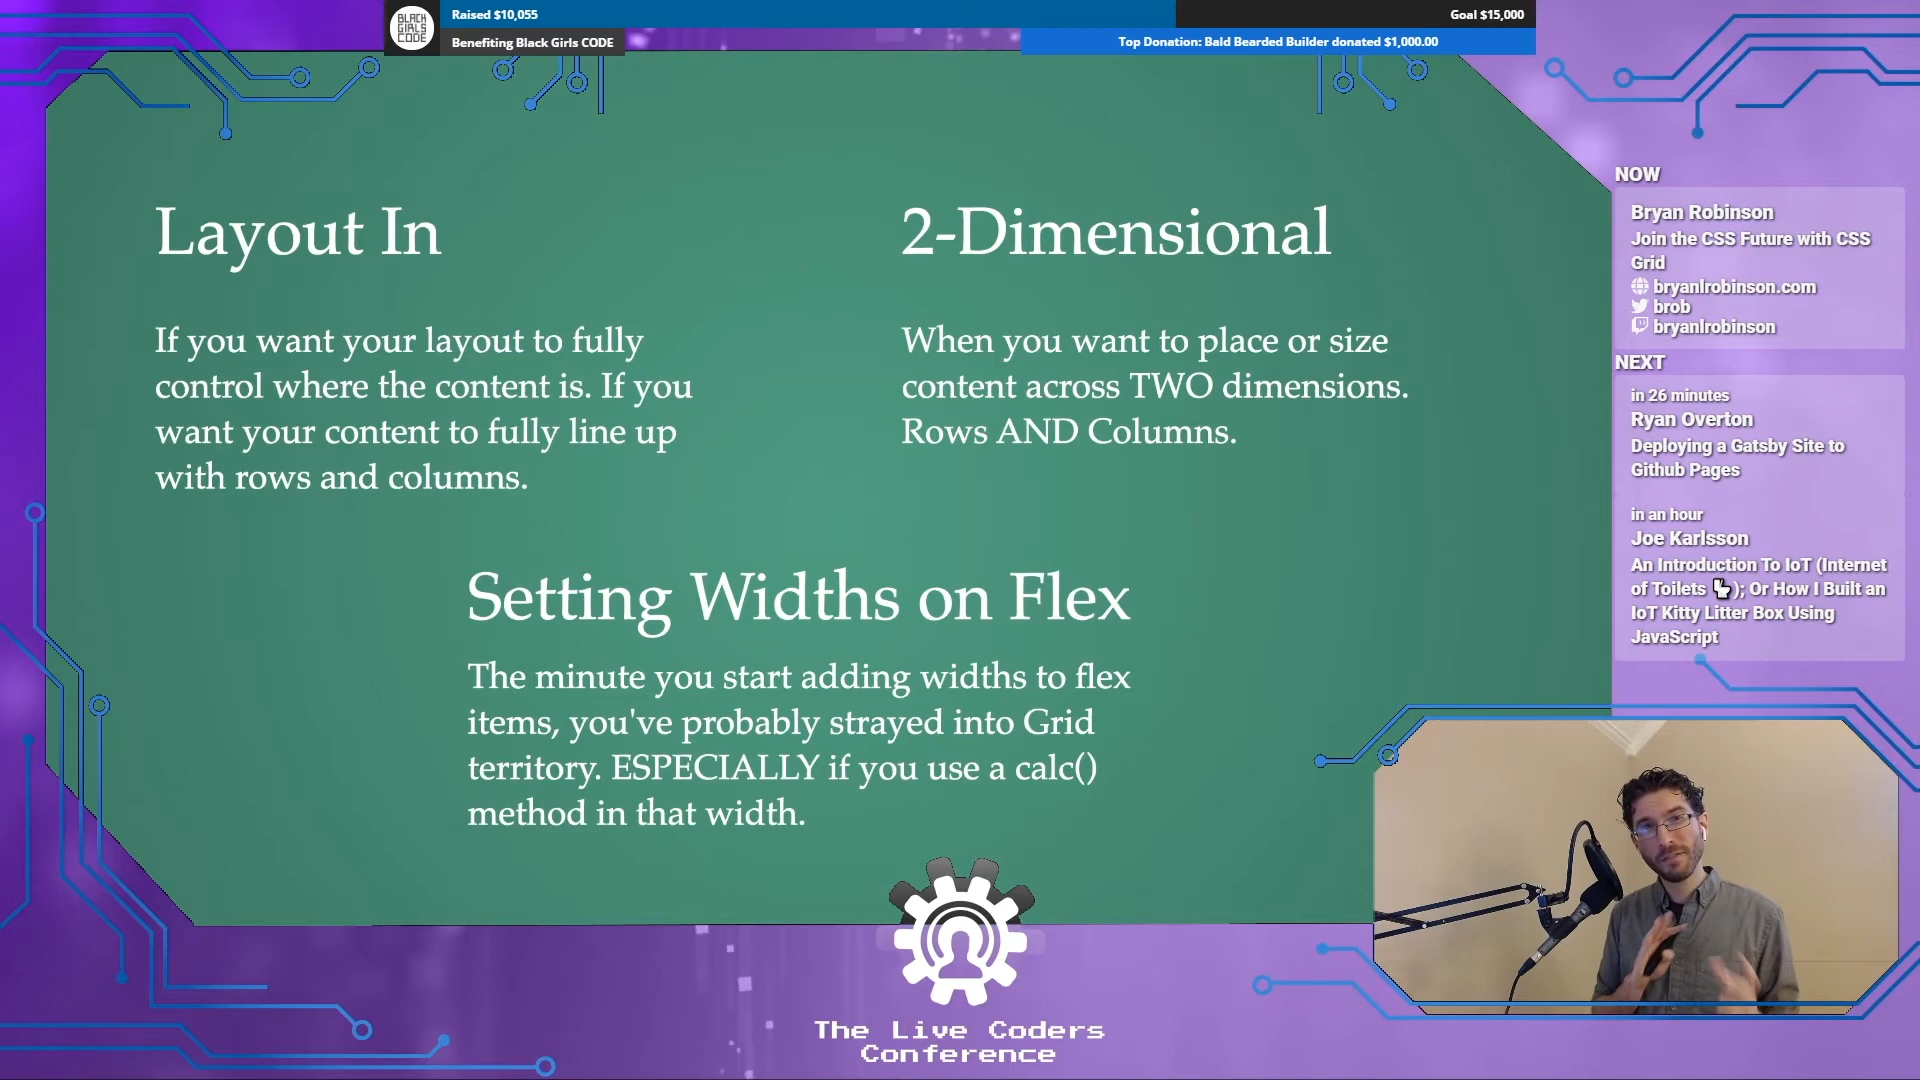 BLACK
GIRLS
CODE
Raised $10,055
Goal $15,000
Benefiting Black Girls CODE
Top Donation: Bald Bearded Builder donated $1,000.00
Layout In
If you want your layout to fully
control where the content is. If you
want your content to fully line up
with rows and columns.
2-Dimensional
When you want to place or size
content across TWO dimensions.
Rows AND Columns.
Setting Widths on Flex
The minute you start adding widths to flex
items, you've probably strayed into Grid
territory. ESPECIALLY if you use a calc()
method in that width.
NOW
Bryan Robinson
Join the CSS Future with CSS
Grid
bryanlrobinson.com
brob
bryanlrobinson
NEXT
in 26 minutes
Ryan Overton
Deploying a Gatsby Site to
Github Pages
in an hour
Joe Karlsson
An Introduction To IoT (Internet
of Toilets 🚽); Or How I Built an
IoT Kitty Litter Box Using
JavaScript
The Live Coders
Conference